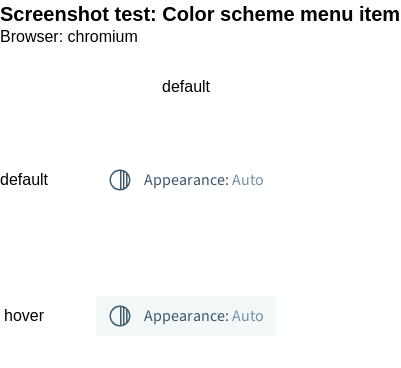 Screenshot test: Color scheme menu item
Browser: chromium
default
default Appearance: Auto
hover Appearance: Auto